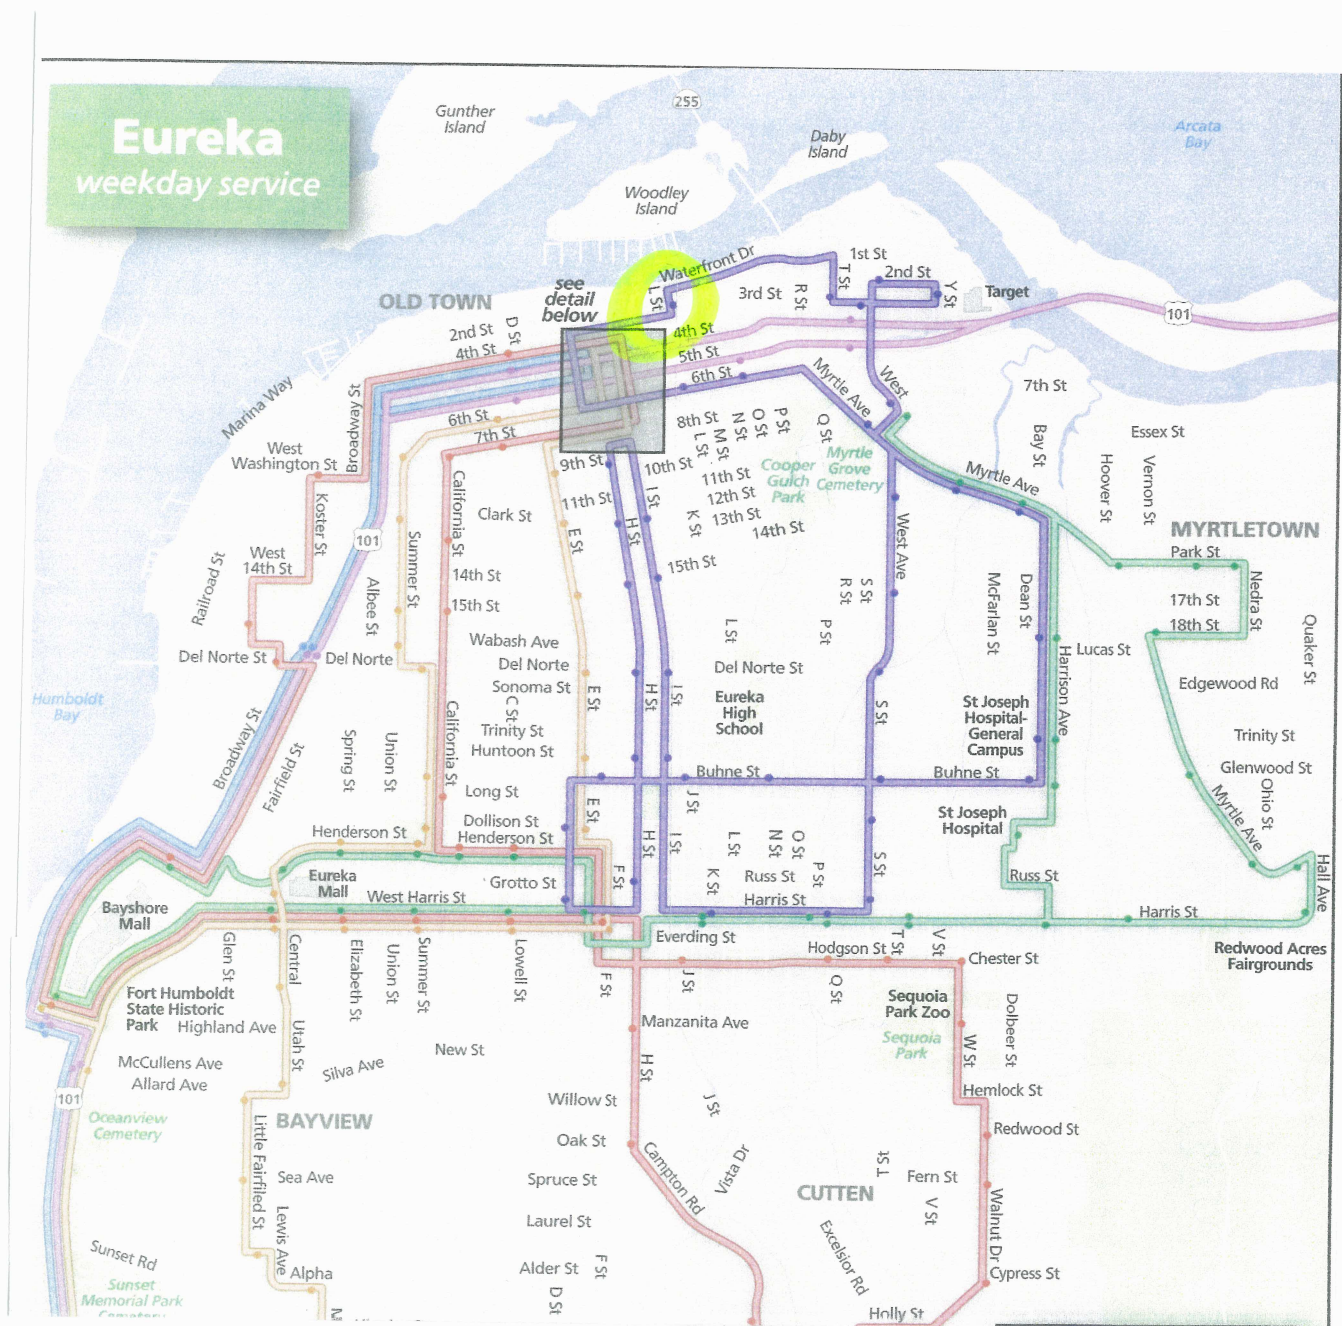 Eureka
weekday service
Gunther
Island
255
Daby
Island
Arcata
Bay
Woodley
Island
see
detail
below
OLD TOWN
Waterfront Dr
L St
1st St
2nd St
T St
3rd St
R St
Y St
Target
101
2nd St
D St
4th St
4th St
5th St
6th St
Myrtle Ave
West
7th St
Marina Way
Broadway St
6th St
7th St
8th St
L St
M St
N St
O St
P St
Q St
Bay St
Essex St
West
Washington St
9th St
10th St
11th St
12th St
13th St
14th St
Cooper
Gulch
Park
Myrtle
Grove
Cemetery
Myrtle Ave
Hoover St
Vernon St
MYRTLETOWN
Koster St
California St
Clark St
11th St
I St
H St
K St
E St
101
Summer St
West Ave
Park St
Railroad St
West
14th St
Albee St
14th St
15th St
15th St
R St
S St
McFarlan St
Dean St
Nedra St
17th St
18th St
Quaker St
Wabash Ave
L St
P St
Del Norte St
Del Norte
Del Norte
Del Norte St
Lucas St
Harrison Ave
Humboldt
Bay
Sonoma St
C St
E St
H St
I St
Eureka
High
School
S St
St Joseph
Hospital-
General
Campus
Edgewood Rd
Broadway St
Fairfield St
Spring St
Union St
California St
Trinity St
Huntoon St
Trinity St
Glenwood St
Buhne St
Buhne St
Long St
J St
Myrtle Ave
Ohio St
Dollison St
Henderson St
Henderson St
E St
H St
I St
L St
N St
O St
P St
S St
St Joseph
Hospital
Eureka
Mall
Grotto St
F St
K St
Russ St
Russ St
Hall Ave
West Harris St
Harris St
Harris St
Bayshore
Mall
Everding St
Hodgson St
T St
V St
Chester St
Redwood Acres
Fairgrounds
Glen St
Central
Elizabeth St
Union St
Summer St
Lowell St
F St
J St
Q St
Fort Humboldt
State Historic
Park
Highland Ave
Utah St
Manzanita Ave
Sequoia
Park Zoo
Sequoia
Park
Dolbeer St
W St
McCullens Ave
Allard Ave
Silva Ave
New St
H St
101
Willow St
J St
Hemlock St
Oceanview
Cemetery
BAYVIEW
Little Fairfiled St
Oak St
Campton Rd
Vista Dr
Redwood St
T St
Sea Ave
Spruce St
CUTTEN
Fern St
V St
Walnut Dr
Lewis Ave
Laurel St
Excelsior Rd
Sunset Rd
Alpha
Alder St
F St
D St
Cypress St
Sunset
Memorial Park
Cemetery
Holly St